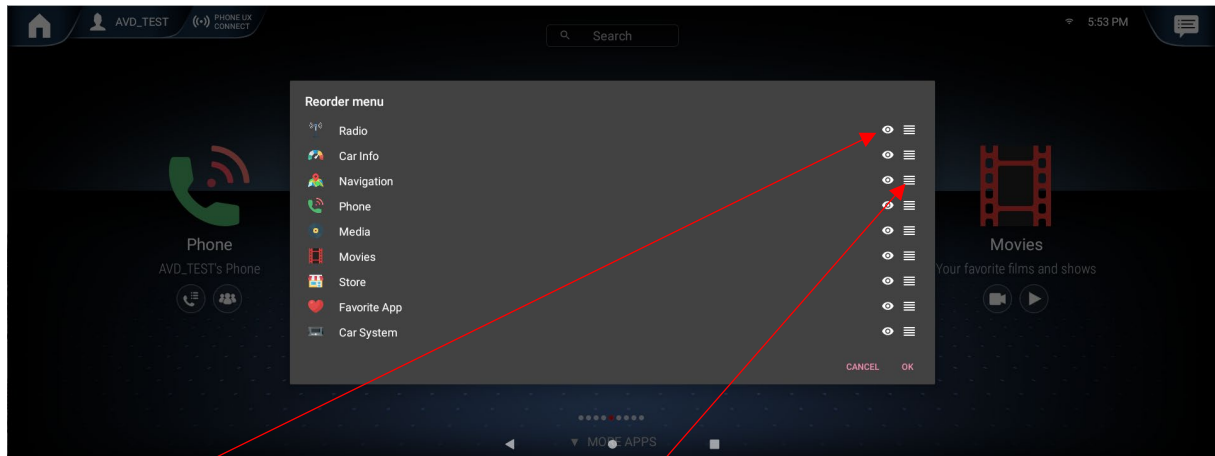 AVD_TEST
PHONE UX
CONNECT
Search
5:53 PM
Reorder menu
Radio
Car Info
Navigation
Phone
Media
Movies
Store
Favorite App
Car System
CANCEL OK
Phone
AVD_TEST's Phone
Movies
Your favorite films and shows
MORE APPS